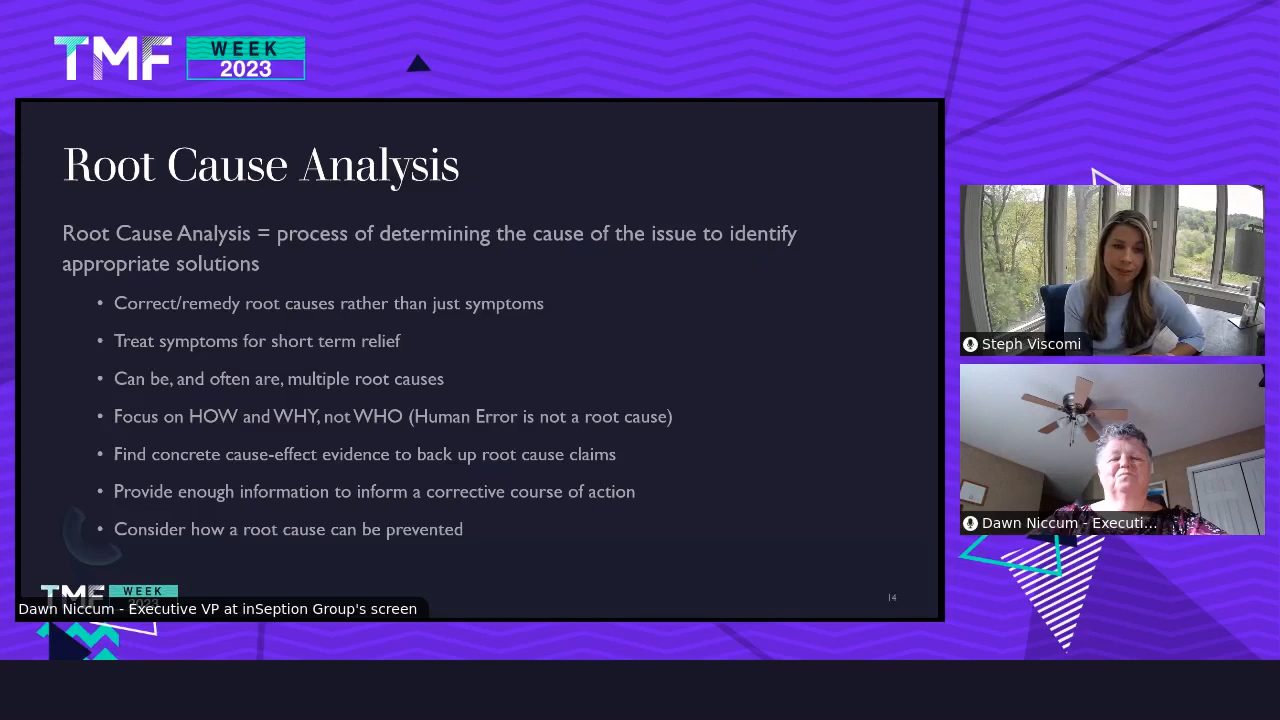 TMF WEEK
2023
Root Cause Analysis
Root Cause Analysis = process of determining the cause of the issue to identify
appropriate solutions
• Correct/remedy root causes rather than just symptoms
• Treat symptoms for short term relief
• Can be, and often are, multiple root causes
• Focus on HOW and WHY, not WHO (Human Error is not a root cause)
• Find concrete cause-effect evidence to back up root cause claims
• Provide enough information to inform a corrective course of action
• Consider how a root cause can be prevented
TMF WEEK
14
Dawn Niccum - Executive VP at inSeption Group's screen
Steph Viscomi
Dawn Niccum - Executi...